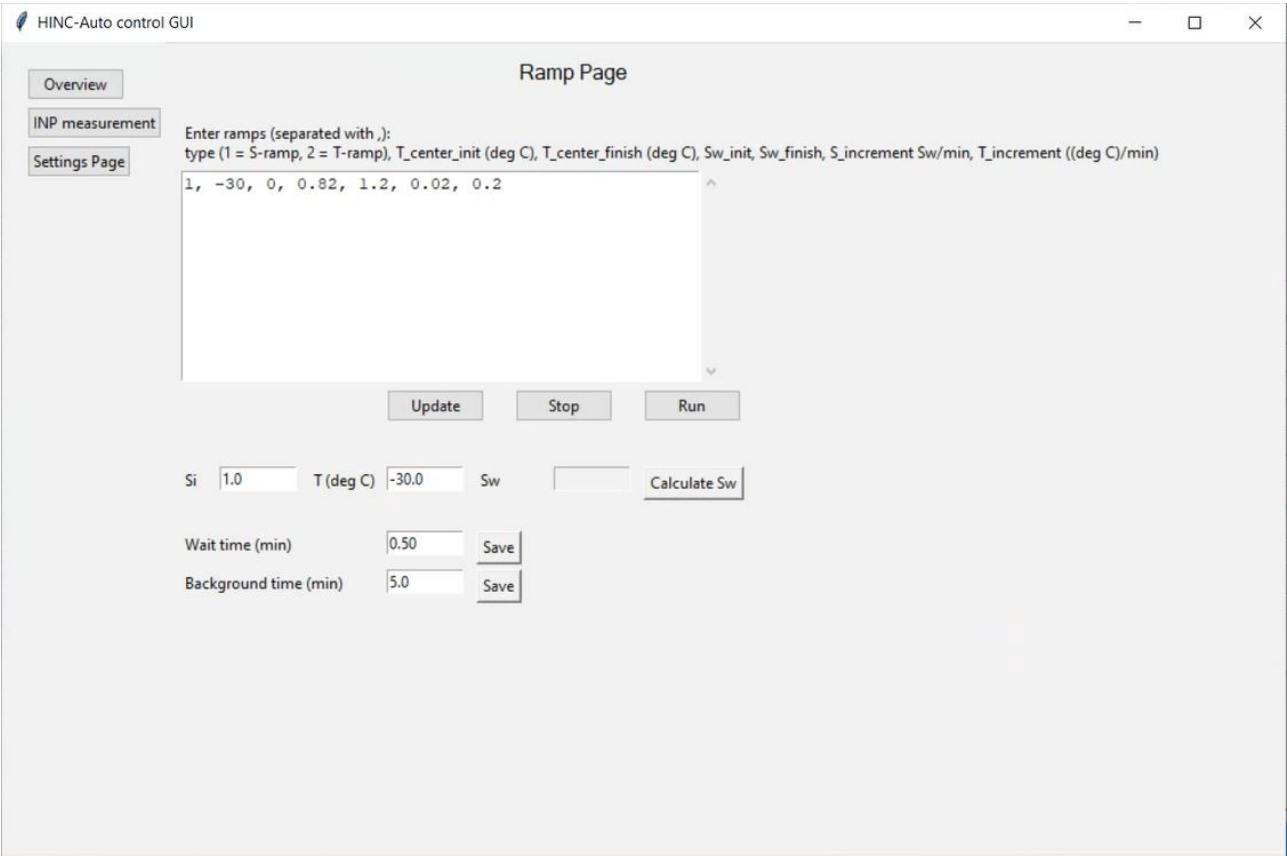 HINC-Auto control GUI
Ramp Page
Overview
INP measurement
Settings Page
Enter ramps (separated with ,):
type (1 = S-ramp, 2 = T-ramp), T_center_init (deg C), T_center_finish (deg C), Sw_init, Sw_finish, S_increment Sw/min, T_increment ((deg C)/min)
1, -30, 0, 0.82, 1.2, 0.02, 0.2
Update Stop Run
Si 1.0 T (deg C) -30.0 Sw Calculate Sw
Wait time (min) 0.50 Save
Background time (min) 5.0 Save